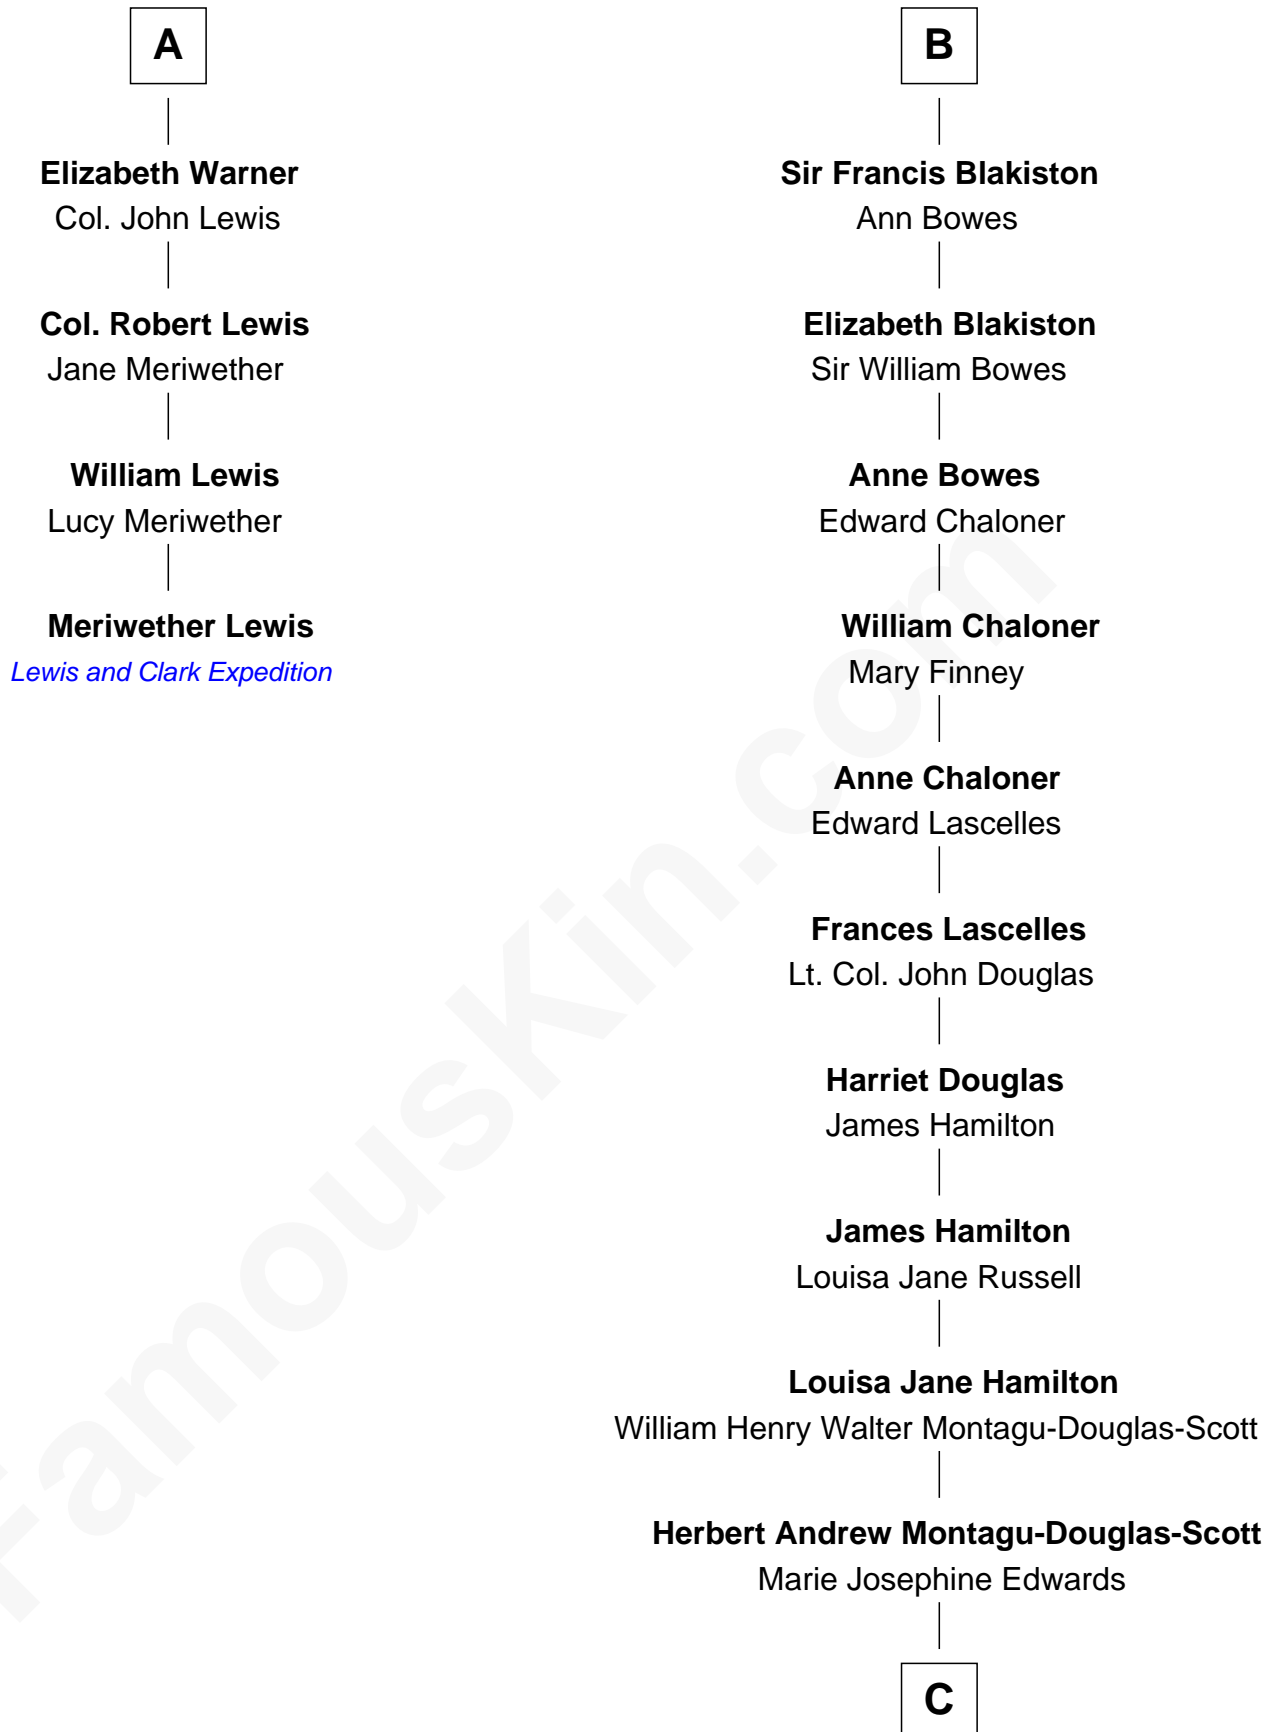 A
Elizabeth Warner
Col. John Lewis
Col. Robert Lewis
Jane Meriwether
William Lewis
Lucy Meriwether
Meriwether Lewis
Lewis and Clark Expedition
B
Sir Francis Blakiston
Ann Bowes
Elizabeth Blakiston
Sir William Bowes
Anne Bowes
Edward Chaloner
William Chaloner
Mary Finney
Anne Chaloner
Edward Lascelles
Frances Lascelles
Lt. Col. John Douglas
Harriet Douglas
James Hamilton
James Hamilton
Louisa Jane Russell
Louisa Jane Hamilton
William Henry Walter Montagu-Douglas-Scott
Herbert Andrew Montagu-Douglas-Scott
Marie Josephine Edwards
C
FamousKin.com